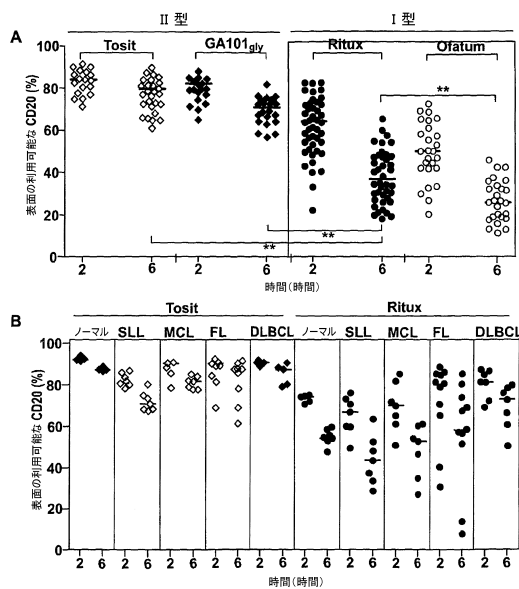 II 型
I 型
A
Tosit
GA101gly
Ritux
Ofatum
表面の利用可能な CD20 (%)
100
80
60
40
20
0
**
**
**
2 6 2 6 2 6 2 6
時間(時間)
B
Tosit
Ritux
ノーマル SLL MCL FL DLBCL ノーマル SLL MCL FL DLBCL
表面の利用可能な CD20 (%)
100
80
60
40
20
0
2 6 2 6 2 6 2 6 2 6 2 6 2 6 2 6 2 6 2 6
時間(時間)